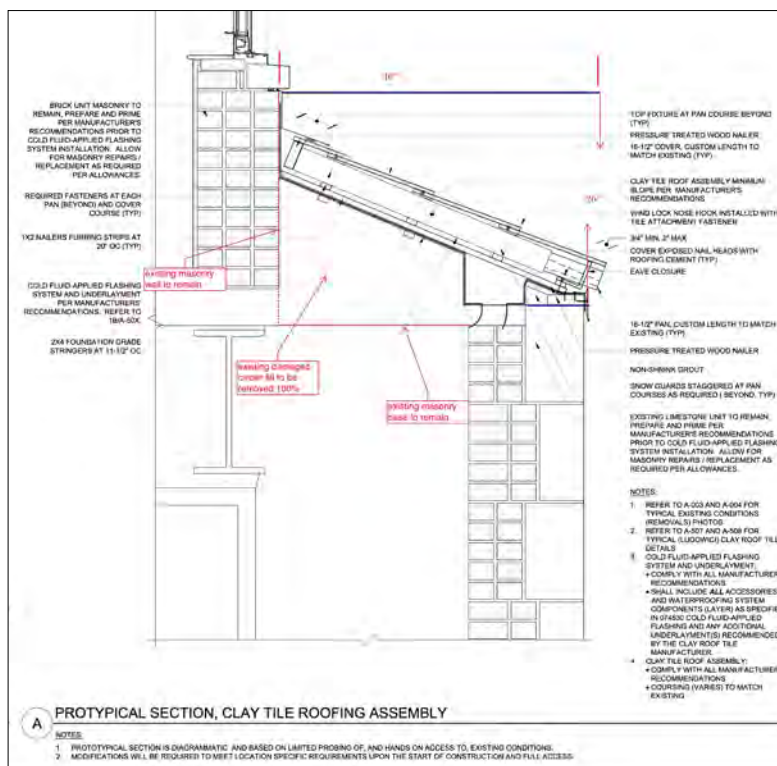 BRICK UNIT MASONRY TO
REMAIN, PREPARE AND PRIME
PER MANUFACTURER'S
RECOMMENDATIONS PRIOR TO
COLD FLUID-APPLIED FLASHING
SYSTEM INSTALLATION. ALLOW
FOR MASONRY REPAIRS /
REPLACEMENT AS REQUIRED
PER ALLOWANCES.
REQUIRED FASTENERS AT EACH
PAN (BEYOND) AND COVER
COURSE (TYP)
1X2 NAILERS FURRING STRIPS AT
20" OC (TYP)
COLD FLUID-APPLIED FLASHING
SYSTEM AND UNDERLAYMENT
PER MANUFACTURERS'
RECOMMENDATIONS. REFER TO
2X4 FOUNDATION GRADE
STRINGERS AT 11-1/2" OC
existing masonry
wall to remain
existing damaged
cinder fill to be
removed 100%
existing masonry
base to remain
TOP FIXTURE AT PAN COURSE BEYOND
(TYP)
PRESSURE TREATED WOOD NAILER
16-1/2" COVER, CUSTOM LENGTH TO
MATCH EXISTING (TYP)
CLAY TILE ROOF ASSEMBLY MINIMUM
SLOPE PER MANUFACTURER'S
RECOMMENDATIONS
WIND LOCK NOSE HOOK INSTALLED WITH
TILE ATTACHMENT FASTENER
3/4" MIN, 2" MAX
COVER EXPOSED NAIL HEADS WITH
ROOFING CEMENT (TYP)
EAVE CLOSURE
16-1/2" PAN, CUSTOM LENGTH TO MATCH
EXISTING (TYP)
PRESSURE TREATED WOOD NAILER
NON-SHRINK GROUT
SNOW GUARDS STAGGERED AT PAN
COURSES AS REQUIRED ( BEYOND, TYP)
EXISTING LIMESTONE UNIT TO REMAIN,
PREPARE AND PRIME PER
MANUFACTURER'S RECOMMENDATIONS
PRIOR TO COLD FLUID-APPLIED FLASHING
SYSTEM INSTALLATION. ALLOW FOR
MASONRY REPAIRS / REPLACEMENT AS
REQUIRED PER ALLOWANCES.
NOTES:
1. REFER TO A-003 AND A-004 FOR
TYPICAL EXISTING CONDITIONS
(REMOVALS) PHOTOS
2. REFER TO A-507 AND A-508 FOR
TYPICAL (LUDOWICI) CLAY ROOF TILE
DETAILS
3. COLD FLUID-APPLIED FLASHING
SYSTEM AND UNDERLAYMENT:
• COMPLY WITH ALL MANUFACTURER
RECOMMENDATIONS
• SHALL INCLUDE ALL ACCESSORIES
AND WATERPROOFING SYSTEM
COMPONENTS (LAYER) AS SPECIFIE
IN 074530 COLD FLUID-APPLIED
FLASHING AND ANY ADDITIONAL
UNDERLAYMENT(S) RECOMMENDED
BY THE CLAY ROOF TILE
MANUFACTURER.
CLAY TILE ROOF ASSEMBLY:
• COMPLY WITH ALL MANUFACTURER
RECOMMENDATIONS
• COURSING (VARIES) TO MATCH
EXISTING
A PROTYPICAL SECTION, CLAY TILE ROOFING ASSEMBLY
NOTES:
1. PROTOTYPICAL SECTION IS DIAGRAMMATIC AND BASED ON LIMITED PROBING OF, AND HANDS ON ACCESS TO, EXISTING CONDITIONS.
2. MODIFICATIONS WILL BE REQUIRED TO MEET LOCATION SPECIFIC REQUIREMENTS UPON THE START OF CONSTRUCTION AND FULL ACCESS.